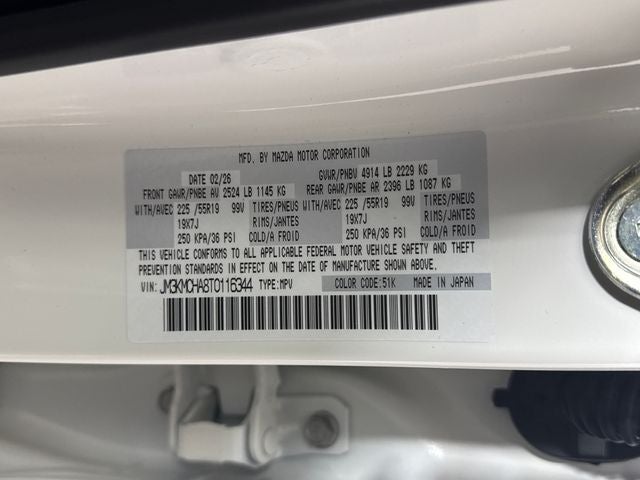 MFD. BY MAZDA MOTOR CORPORATION
DATE 02/26 GVWR/PNBV 4914 LB 2229 KG
FRONT GAWR/PNBE AV 2524 LB 1145 KG REAR GAWR/PNBE AR 2396 LB 1087 KG
WITH/AVEC 225 /55R19 99V TIRES/PNEUS WITH/AVEC 225 /55R19 99V TIRES/PNEUS
19X7J RIMS/JANTES 19X7J RIMS/JANTES
250 KPA/36 PSI COLD/A FROID 250 KPA/36 PSI COLD/A FROID
THIS VEHICLE CONFORMS TO ALL APPLICABLE FEDERAL MOTOR VEHICLE SAFETY AND THEFT
PREVENTION STANDARDS IN EFFECT ON THE DATE OF MANUFACTURE SHOWN ABOVE.
VIN: JM3KMCHA8T0116344 TYPE:MPV COLOR CODE:51K MADE IN JAPAN